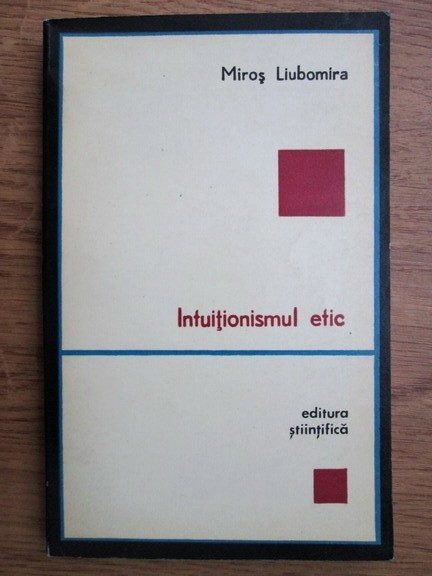 Miroş Liubomira
Intuiţionismul etic
editura
ştiinţifică